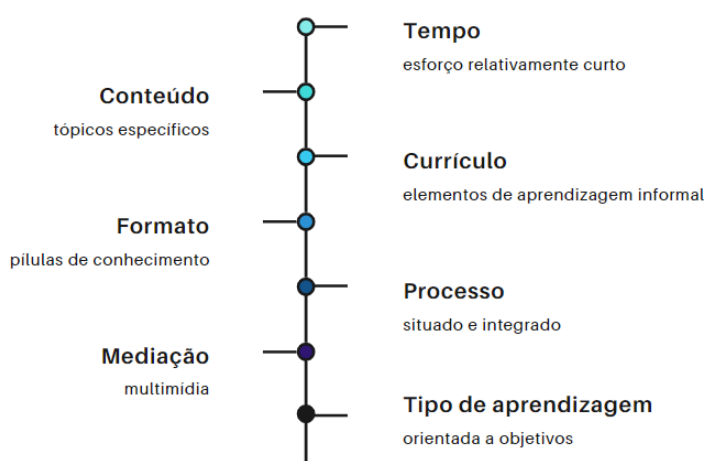 Tempo
esforço relativamente curto
Conteúdo
tópicos específicos
Currículo
elementos de aprendizagem informal
Formato
pílulas de conhecimento
Processo
situado e integrado
Mediação
multimídia
Tipo de aprendizagem
orientada a objetivos